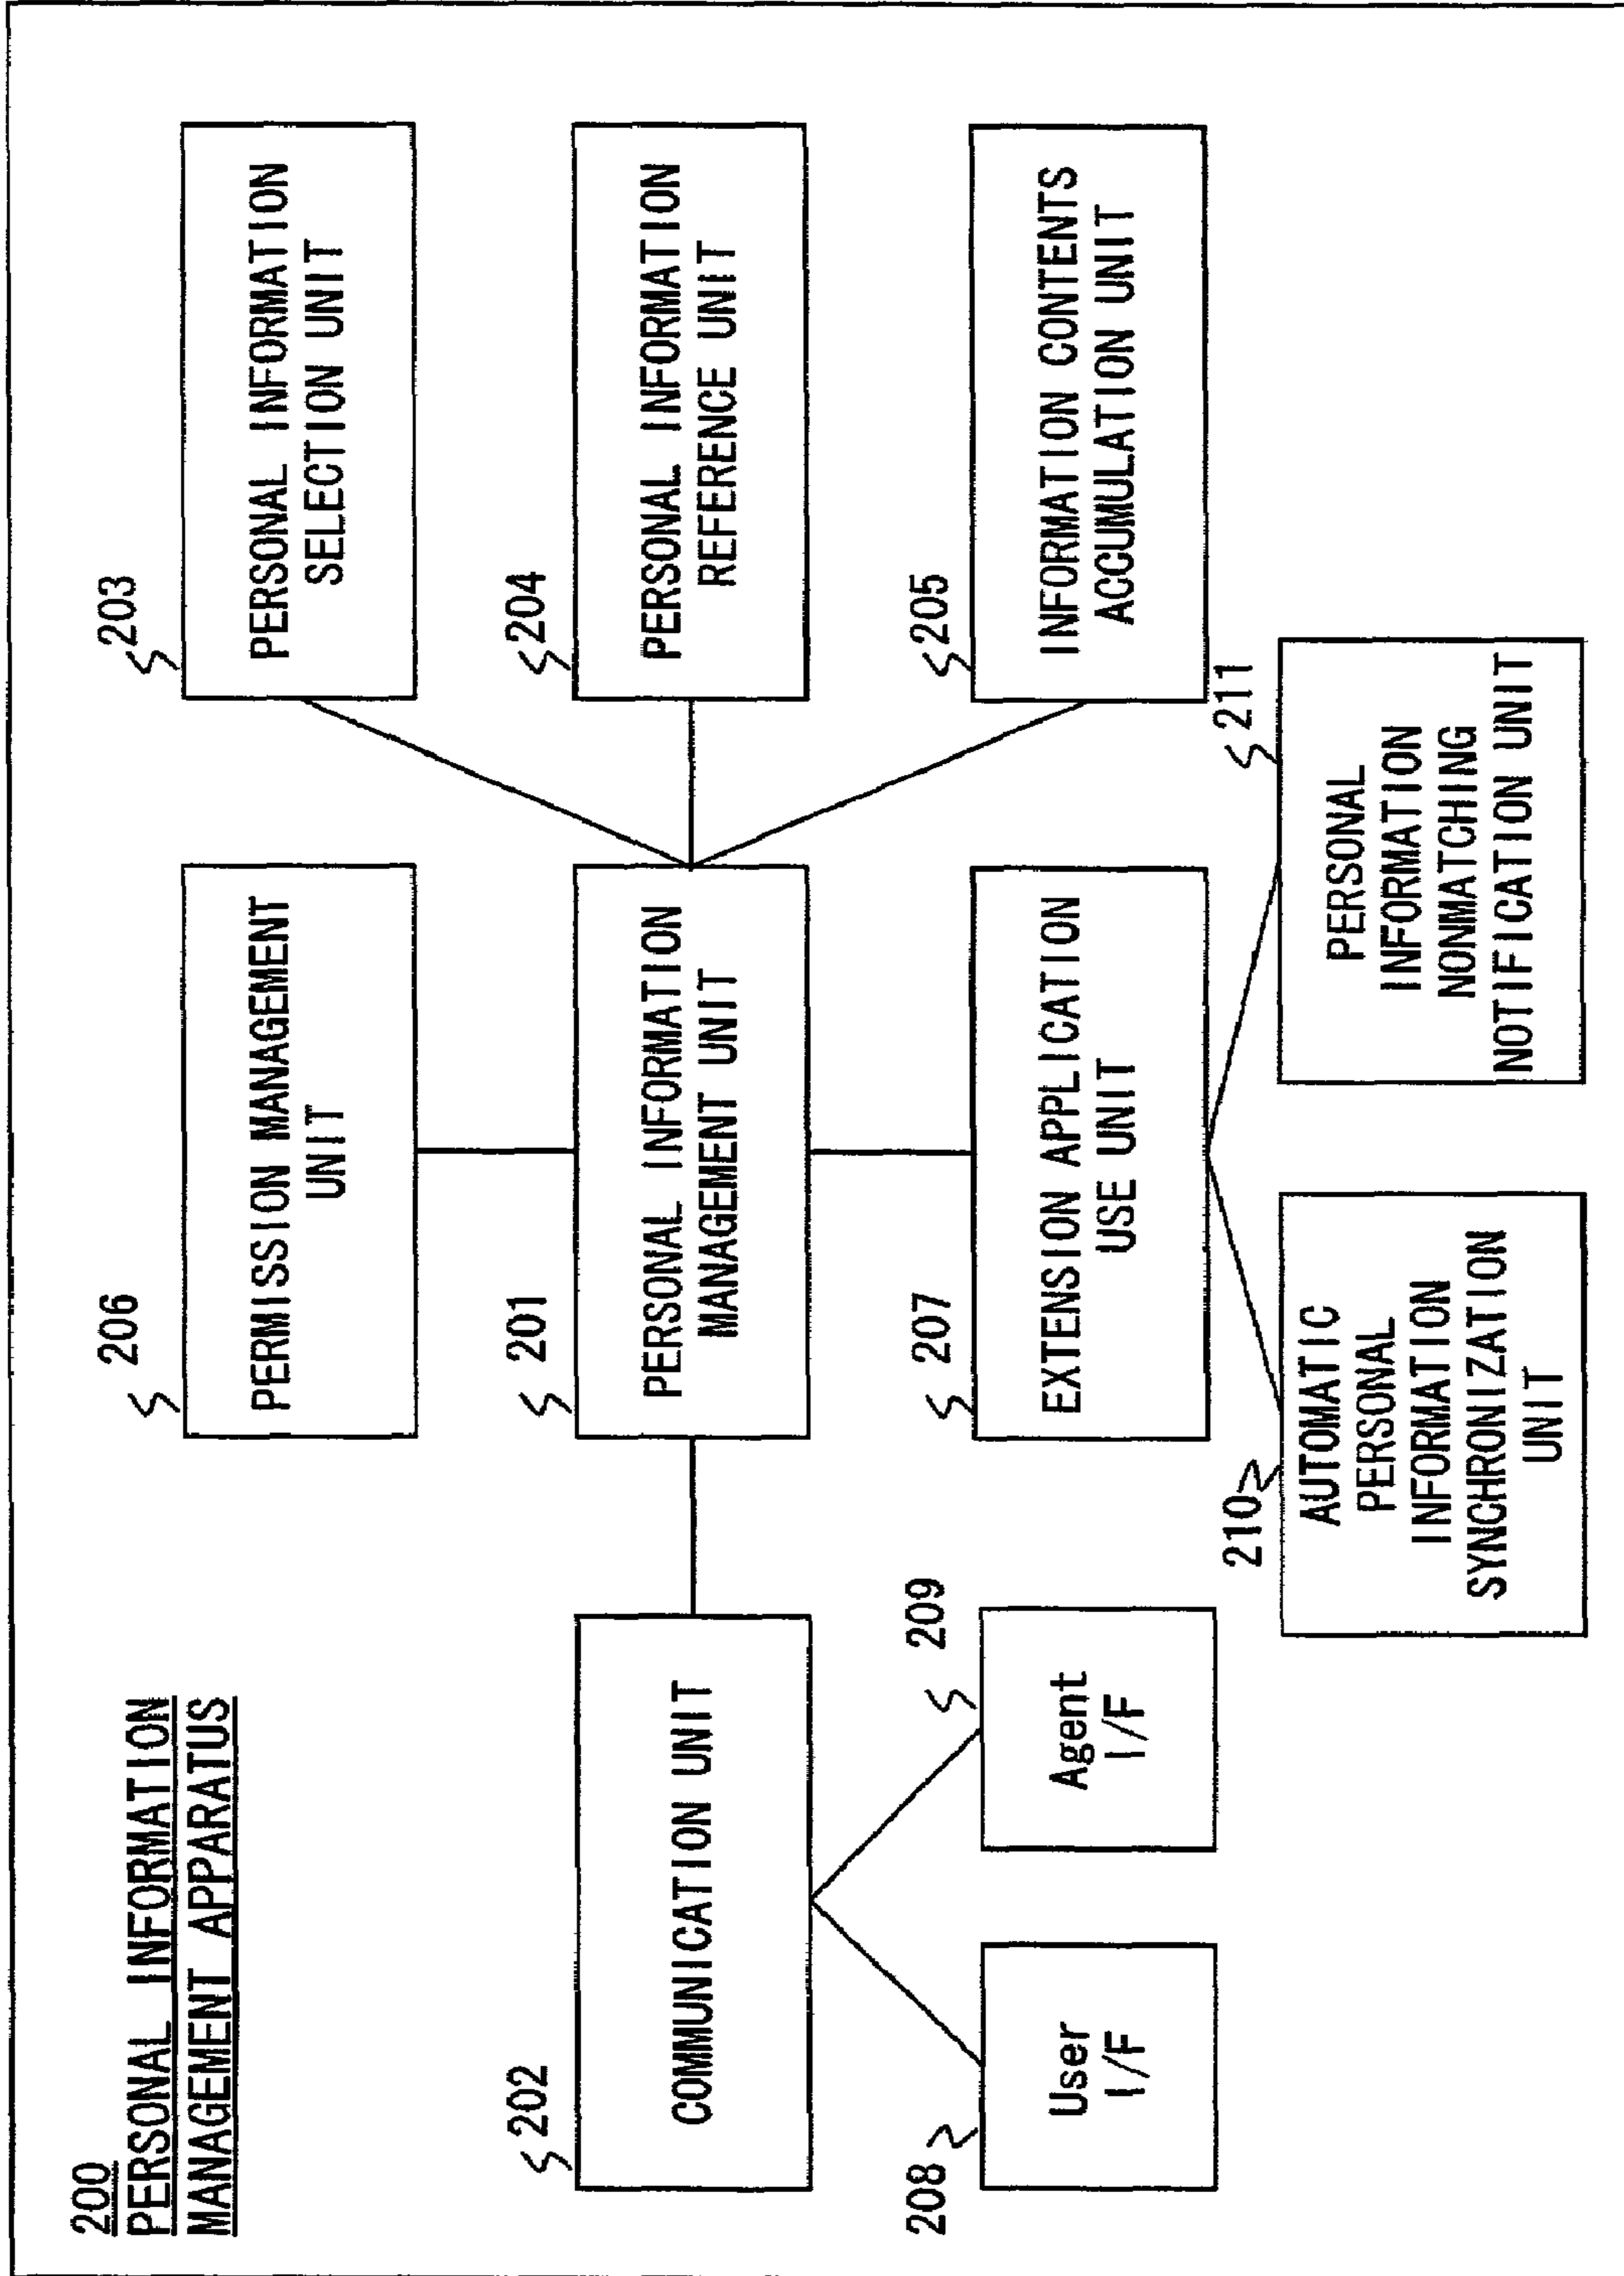 200
PERSONAL INFORMATION
MANAGEMENT APPARATUS
206
PERMISSION MANAGEMENT
UNIT
203
PERSONAL INFORMATION
SELECTION UNIT
202
COMMUNICATION UNIT
201
PERSONAL INFORMATION
MANAGEMENT UNIT
204
PERSONAL INFORMATION
REFERENCE UNIT
208
User
I/F
209
Agent
I/F
207
EXTENSION APPLICATION
USE UNIT
205
INFORMATION CONTENTS
ACCUMULATION UNIT
210
AUTOMATIC
PERSONAL
INFORMATION
SYNCHRONIZATION
UNIT
211
PERSONAL
INFORMATION
NONMATCHING
NOTIFICATION UNIT